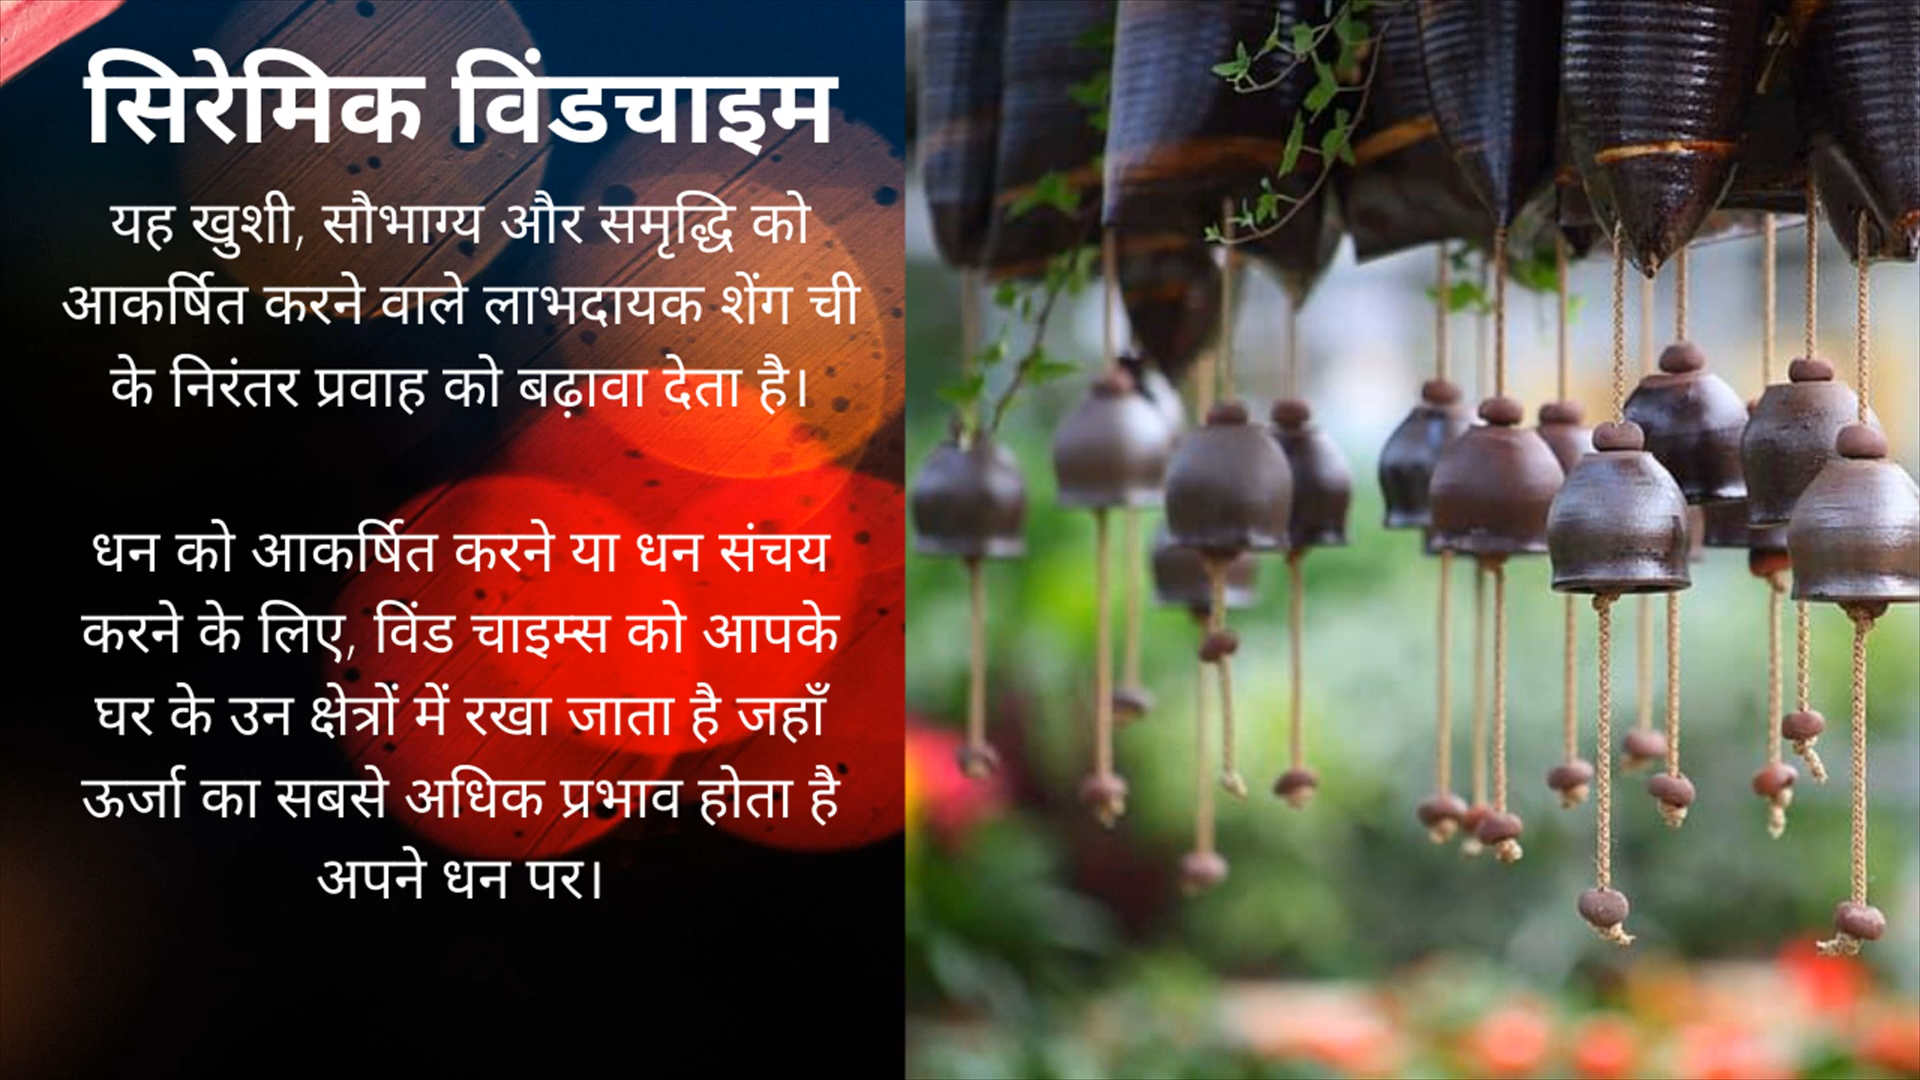 सिरेमिक विंडचाइम
यह खुशी, सौभाग्य और समृद्धि को
आकर्षित करने वाले लाभदायक शेंग ची
के निरंतर प्रवाह को बढ़ावा देता है।
धन को आकर्षित करने या धन संचय
करने के लिए, विंड चाइम्स को आपके
घर के उन क्षेत्रों में रखा जाता है जहाँ
ऊर्जा का सबसे अधिक प्रभाव होता है
अपने धन पर।